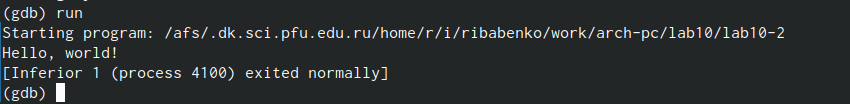 (gdb) run
Starting program: /afs/.dk.sci.pfu.edu.ru/home/r/i/ribabenko/work/arch-pc/lab10/lab10-2
Hello, world!
[Inferior 1 (process 4100) exited normally]
(gdb)